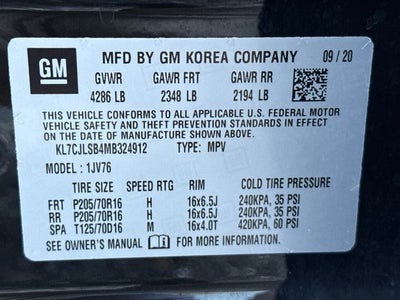 GM
MFD BY GM KOREA COMPANY 09 / 20
GVWR GAWR FRT GAWR RR
4286 LB 2348 LB 2194 LB
THIS VEHICLE CONFORMS TO ALL APPLICABLE U.S. FEDERAL MOTOR
VEHICLE SAFETY AND THEFT PREVENTION STANDARDS IN
EFFECT ON THE DATE OF MANUFACTURE SHOWN ABOVE.
KL7CJLSB4MB324912 TYPE: MPV
MODEL: 1JV76
TIRE SIZE SPEED RTG RIM COLD TIRE PRESSURE
FRT P205/70R16 H 16x6.5J 240KPA, 35 PSI
RR P205/70R16 H 16x6.5J 240KPA, 35 PSI
SPA T125/70D16 M 16x4.0T 420KPA, 60 PSI
SEE OWNER'S MANUAL FOR MORE INFORMATION